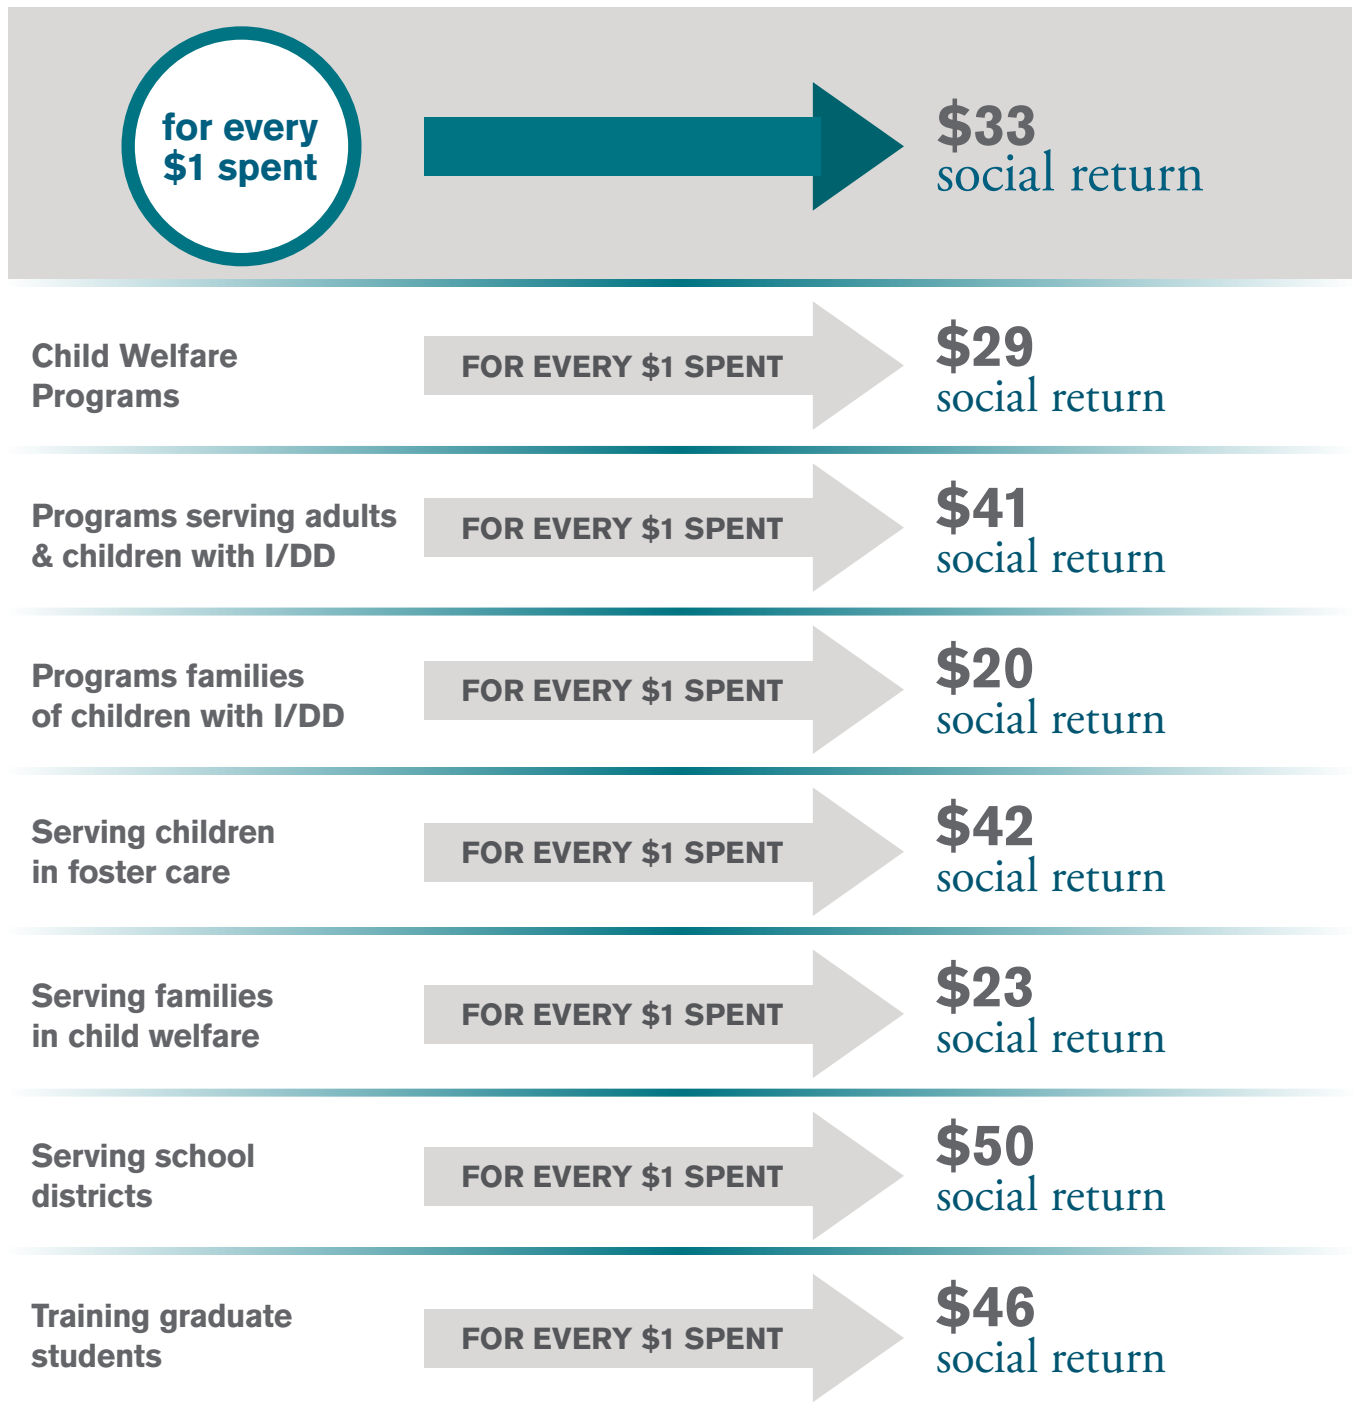 for every
$1 spent
$33
social return
Child Welfare
Programs
FOR EVERY $1 SPENT
$29
social return
Programs serving adults
& children with I/DD
FOR EVERY $1 SPENT
$41
social return
Programs families
of children with I/DD
FOR EVERY $1 SPENT
$20
social return
Serving children
in foster care
FOR EVERY $1 SPENT
$42
social return
Serving families
in child welfare
FOR EVERY $1 SPENT
$23
social return
Serving school
districts
FOR EVERY $1 SPENT
$50
social return
Training graduate
students
FOR EVERY $1 SPENT
$46
social return